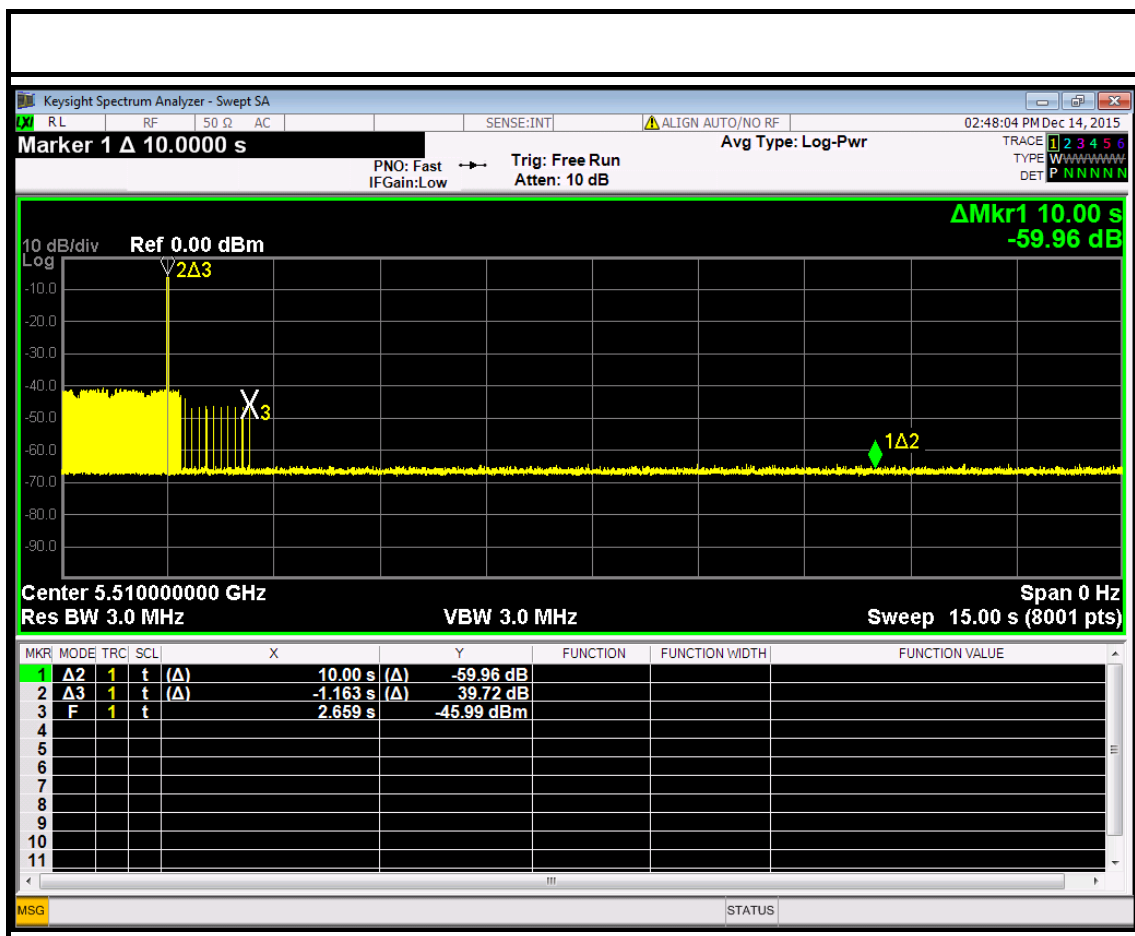 Keysight Spectrum Analyzer - Swept SA
LXI RL RF 50 Ω AC SENSE:INT ALIGN AUTO/NO RF 02:48:04 PM Dec 14, 2015
Marker 1 Δ 10.0000 s
PNO: Fast
IFGain:Low
Trig: Free Run
Atten: 10 dB
Avg Type: Log-Pwr
TRACE 1 2 3 4 5 6
TYPE WWWWWW
DET P N N N N N
ΔMkr1 10.00 s
-59.96 dB
10 dB/div Ref 0.00 dBm
Log
2Δ3
-10.0
-20.0
-30.0
-40.0
-50.0
-60.0
-70.0
-80.0
-90.0
X3
1Δ2
Center 5.510000000 GHz Span 0 Hz
Res BW 3.0 MHz VBW 3.0 MHz Sweep 15.00 s (8001 pts)
MKR MODE TRC SCL X Y FUNCTION FUNCTION WIDTH FUNCTION VALUE
1 Δ2 1 t (Δ) 10.00 s (Δ) -59.96 dB
2 Δ3 1 t (Δ) -1.163 s (Δ) 39.72 dB
3 F 1 t 2.659 s -45.99 dBm
4
5
6
7
8
9
10
11
MSG STATUS